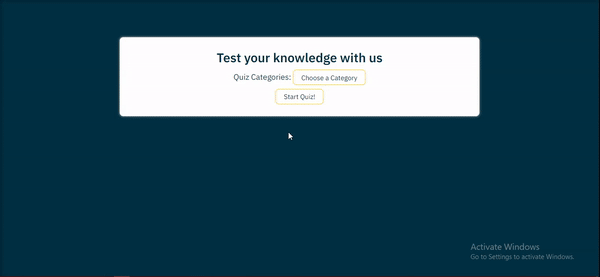 Test your knowledge with us
Quiz Categories: Choose a Category
Start Quiz!
Activate Windows
Go to Settings to activate Windows.